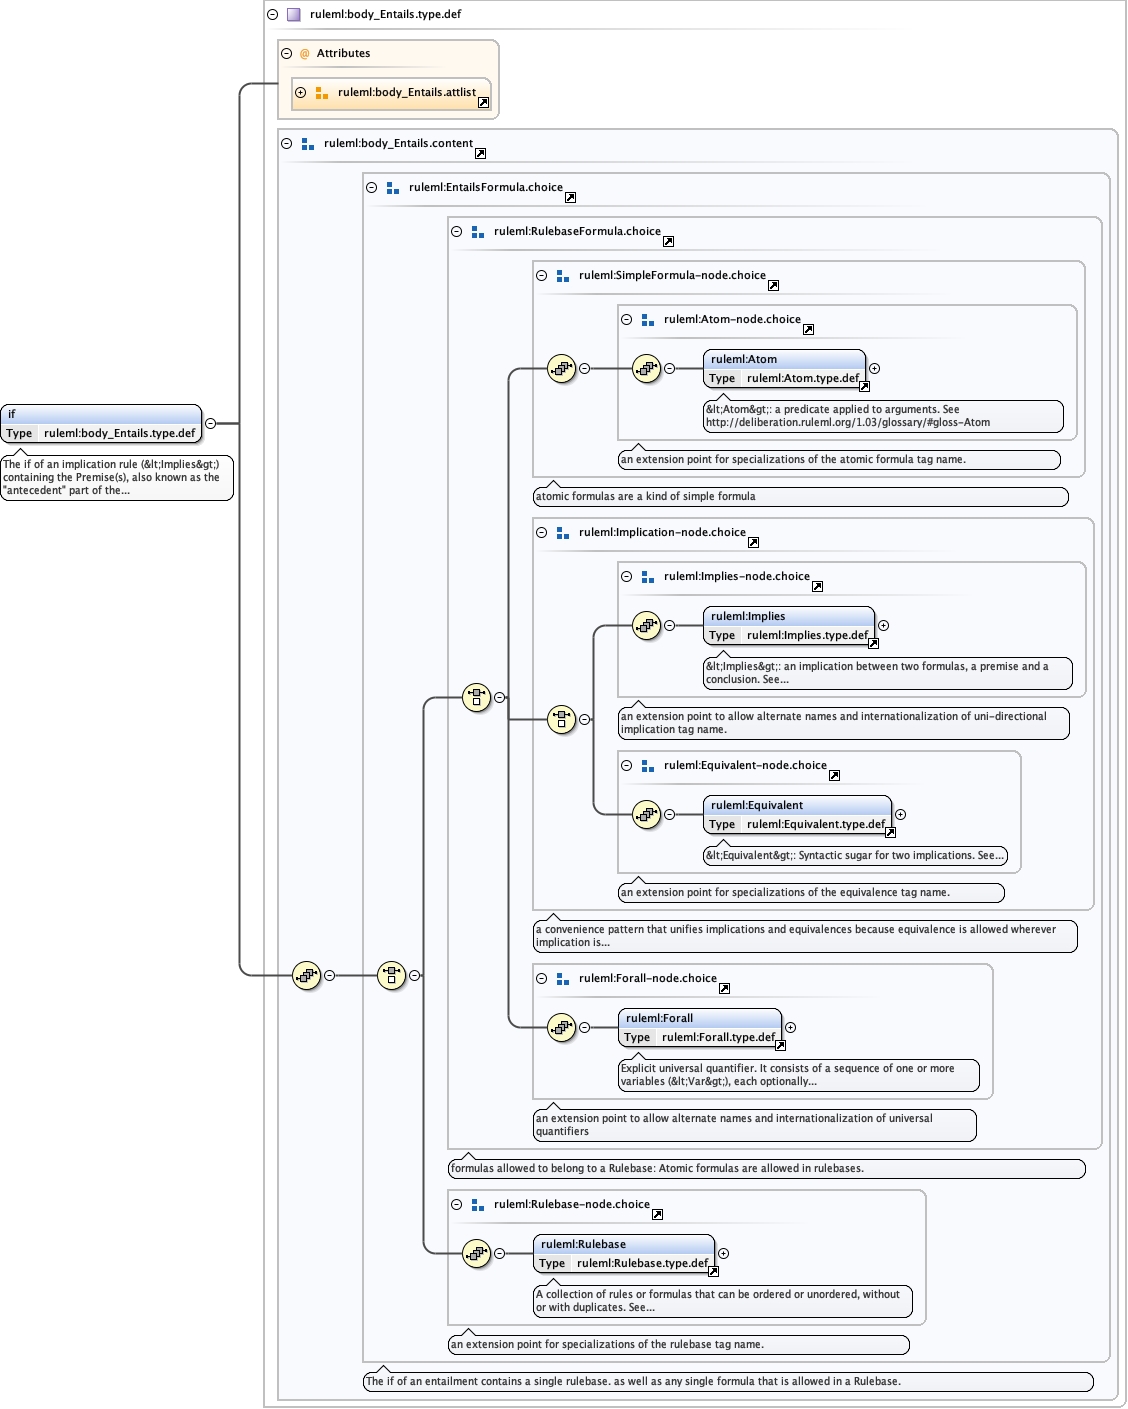 ruleml:body_Entails.type.def
@ Attributes
ruleml:body_Entails.attlist
ruleml:body_Entails.content
ruleml:EntailsFormula.choice
ruleml:RulebaseFormula.choice
ruleml:SimpleFormula-node.choice
ruleml:Atom-node.choice
ruleml:Atom
Type ruleml:Atom.type.def
&lt;Atom&gt;: a predicate applied to arguments. See
http://deliberation.ruleml.org/1.03/glossary/#gloss-Atom
if
Type ruleml:body_Entails.type.def
The if of an implication rule (&lt;Implies&gt;)
containing the Premise(s), also known as the
"antecedent" part of the...
an extension point for specializations of the atomic formula tag name.
atomic formulas are a kind of simple formula
ruleml:Implication-node.choice
ruleml:Implies-node.choice
ruleml:Implies
Type ruleml:Implies.type.def
&lt;Implies&gt;: an implication between two formulas, a premise and a
conclusion. See...
an extension point to allow alternate names and internationalization of uni-directional
implication tag name.
ruleml:Equivalent-node.choice
ruleml:Equivalent
Type ruleml:Equivalent.type.def
&lt;Equivalent&gt;: Syntactic sugar for two implications. See...
an extension point for specializations of the equivalence tag name.
a convenience pattern that unifies implications and equivalences because equivalence is allowed wherever
implication is...
ruleml:Forall-node.choice
ruleml:Forall
Type ruleml:Forall.type.def
Explicit universal quantifier. It consists of a sequence of one or more
variables (&lt;Var&gt;), each optionally...
an extension point to allow alternate names and internationalization of universal
quantifiers
formulas allowed to belong to a Rulebase: Atomic formulas are allowed in rulebases.
ruleml:Rulebase-node.choice
ruleml:Rulebase
Type ruleml:Rulebase.type.def
A collection of rules or formulas that can be ordered or unordered, without
or with duplicates. See...
an extension point for specializations of the rulebase tag name.
The if of an entailment contains a single rulebase. as well as any single formula that is allowed in a Rulebase.